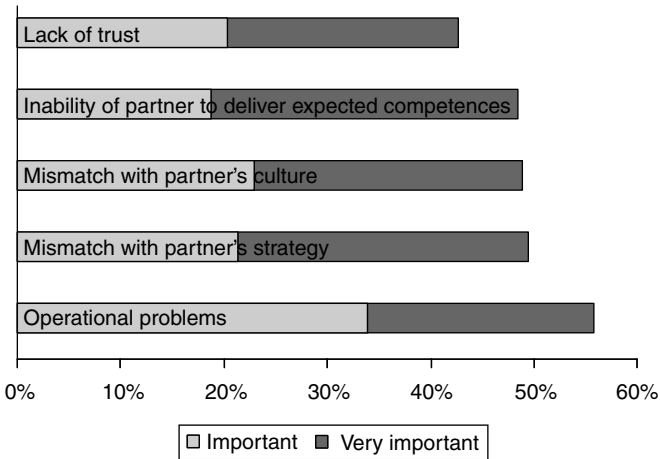 Lack of trust
Inability of partner to deliver expected competences
Mismatch with partner's culture
Mismatch with partner's strategy
Operational problems
0% 10% 20% 30% 40% 50% 60%
Important Very important